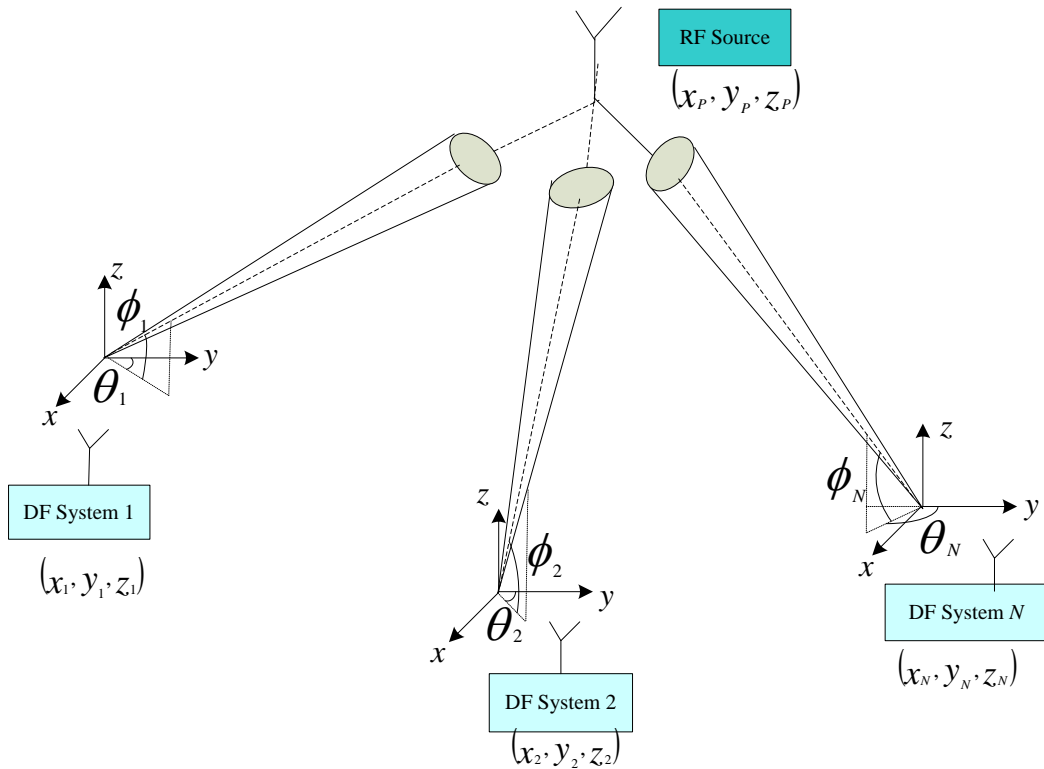 RF Source
(x_P, y_P, z_P)
z
ϕ_1
y
θ_1
x
DF System 1
(x_1, y_1, z_1)
z
ϕ_2
y
θ_2
x
DF System 2
(x_2, y_2, z_2)
z
ϕ_N
y
θ_N
x
DF System N
(x_N, y_N, z_N)